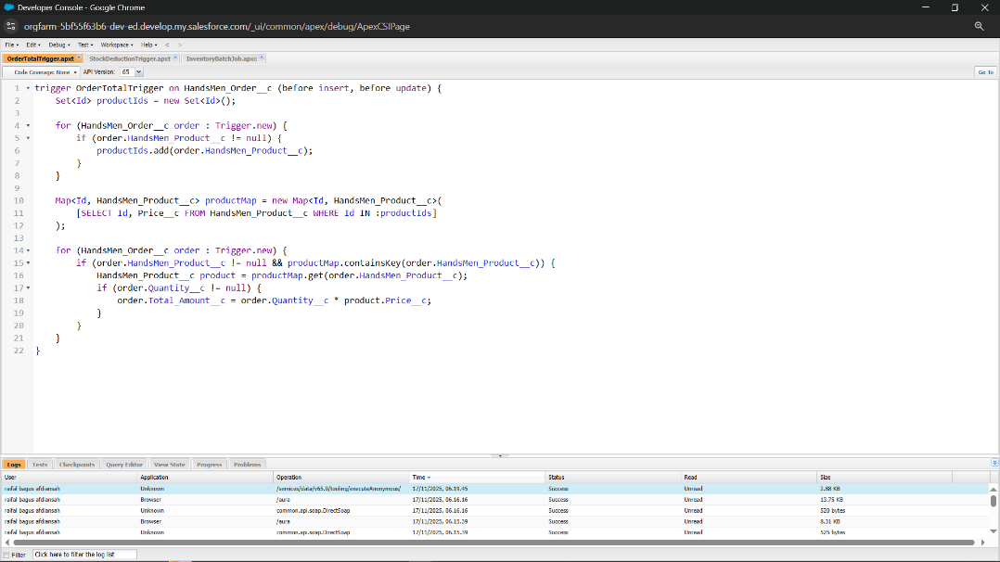 Developer Console - Google Chrome
orgfarm-5bf55f63b6-dev-ed.develop.my.salesforce.com/_ui/common/apex/debug/ApexCSIPage
File Edit Debug Test Workspace Help < >
OrderTotalTrigger.apxt StockDeductionTrigger.apxt InventoryBatchJob.apxc
Code Coverage: None API Version: 65 Go To
1 trigger OrderTotalTrigger on HandsMen_Order__c (before insert, before update) {
2 Set<Id> productIds = new Set<Id>();
3
4 for (HandsMen_Order__c order : Trigger.new) {
5 if (order.HandsMen_Product__c != null) {
6 productIds.add(order.HandsMen_Product__c);
7 }
8 }
9
10 Map<Id, HandsMen_Product__c> productMap = new Map<Id, HandsMen_Product__c>(
11 [SELECT Id, Price__c FROM HandsMen_Product__c WHERE Id IN :productIds]
12 );
13
14 for (HandsMen_Order__c order : Trigger.new) {
15 if (order.HandsMen_Product__c != null && productMap.containsKey(order.HandsMen_Product__c)) {
16 HandsMen_Product__c product = productMap.get(order.HandsMen_Product__c);
17 if (order.Quantity__c != null) {
18 order.Total_Amount__c = order.Quantity__c * product.Price__c;
19 }
20 }
21 }
22 }
Logs Tests Checkpoints Query Editor View State Progress Problems
User Application Operation Time Status Read Size
raifal bagus afdiansah Unknown /services/data/v65.0/tooling/executeAnonymous/ 17/11/2025, 06.19.45 Success Unread 2.88 KB
raifal bagus afdiansah Browser /aura 17/11/2025, 06.16.16 Success Unread 13.75 KB
raifal bagus afdiansah Unknown common.api.soap.DirectSoap 17/11/2025, 06.16.16 Success Unread 520 bytes
raifal bagus afdiansah Browser /aura 17/11/2025, 06.15.39 Success Unread 8.31 KB
raifal bagus afdiansah Unknown common.api.soap.DirectSoap 17/11/2025, 06.15.39 Success Unread 525 bytes
Filter Click here to filter the log list